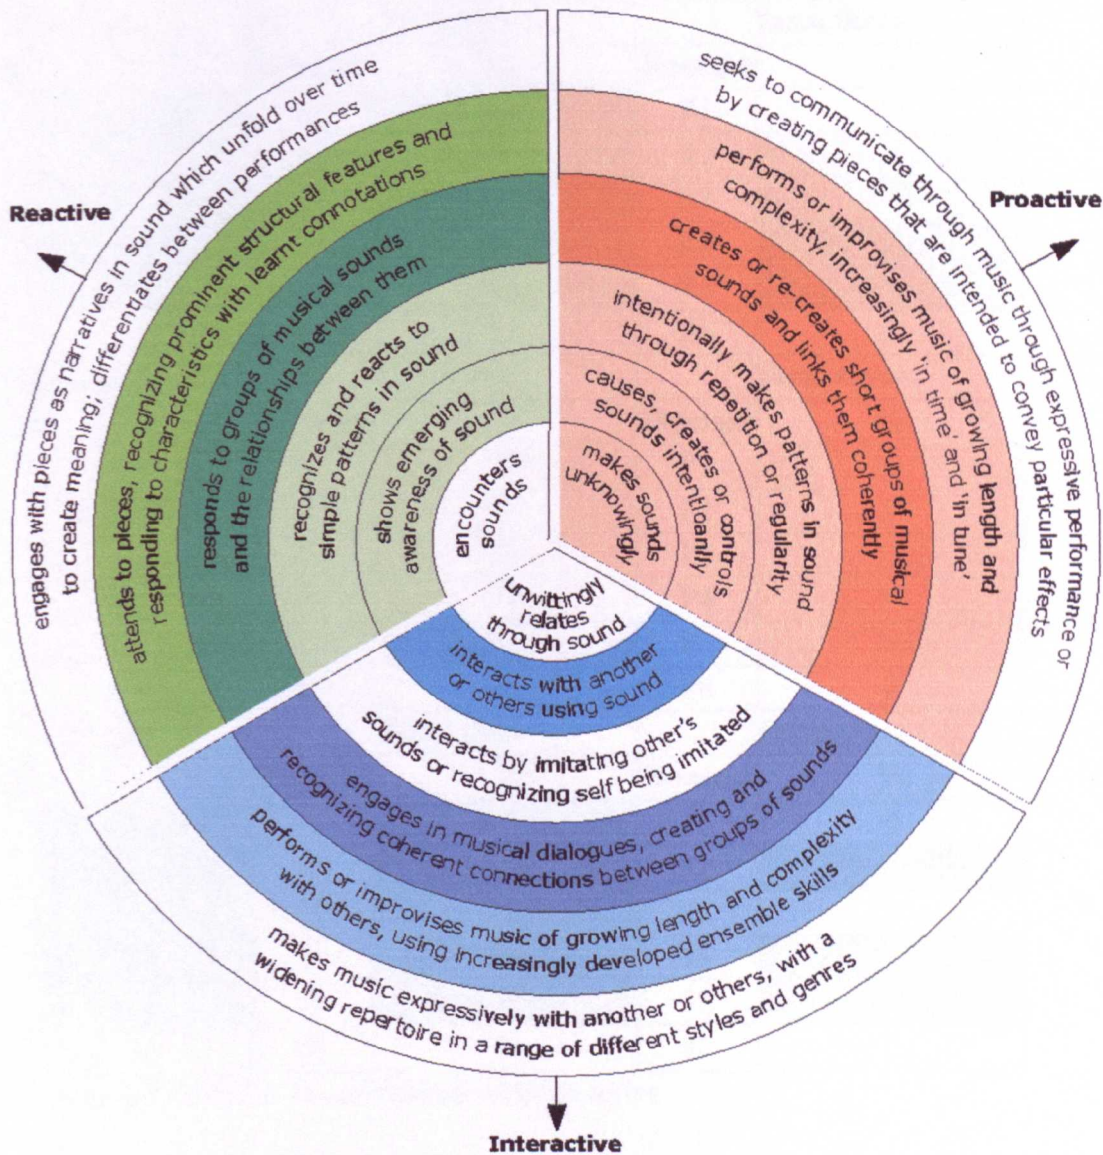 Reactive
engages with pieces as narratives in sound which unfold over time
to create meaning; differentiates between performances
attends to pieces, recognizing prominent structural features and
responding to characteristics with learnt connotations
responds to groups of musical sounds
and the relationships between them
recognizes and reacts to
simple patterns in sound
shows emerging
awareness of sound
encounters
sounds
Proactive
seeks to communicate through music through expressive performance or
by creating pieces that are intended to convey particular effects
performs or improvises music of growing length and
complexity, increasingly 'in time' and 'in tune'
creates or re-creates short groups of musical
sounds and links them coherently
intentionally makes patterns in sound
through repetition or regularity
causes, creates or controls
sounds intentioanlly
makes sounds
unknowingly
unwittingly
relates
through sound
interacts with another
or others using sound
interacts by imitating other's
sounds or recognizing self being imitated
engages in musical dialogues, creating and
recognizing coherent connections between groups of sounds
performs or improvises music of growing length and complexity
with others, using increasingly developed ensemble skills
makes music expressively with another or others, with a
widening repertoire in a range of different styles and genres
Interactive